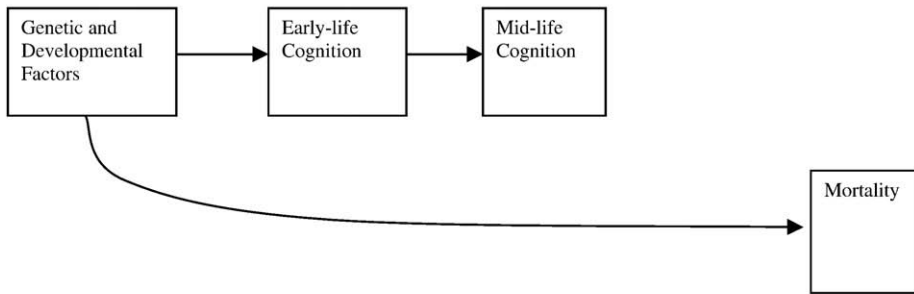 Genetic and
Developmental
Factors
Early-life
Cognition
Mid-life
Cognition
Mortality